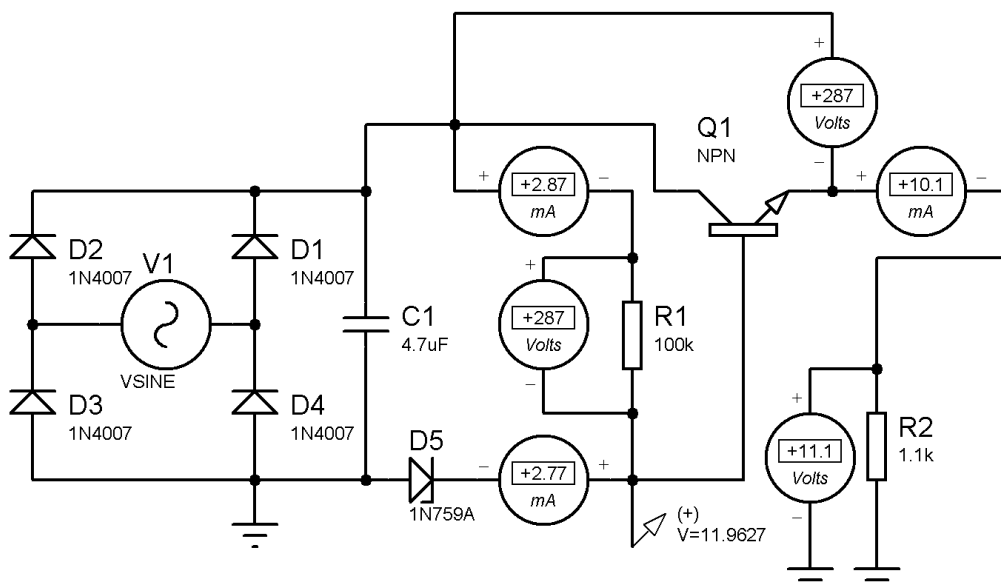 +
+287
Volts
−
Q1
NPN
+
+2.87
mA
−
+
+10.1
mA
−
D2
1N4007
V1
VSINE
D1
1N4007
C1
4.7uF
+
+287
Volts
−
R1
100k
D3
1N4007
D4
1N4007
D5
1N759A
−
+2.77
mA
+
(+)
V=11.9627
+
+11.1
Volts
−
R2
1.1k